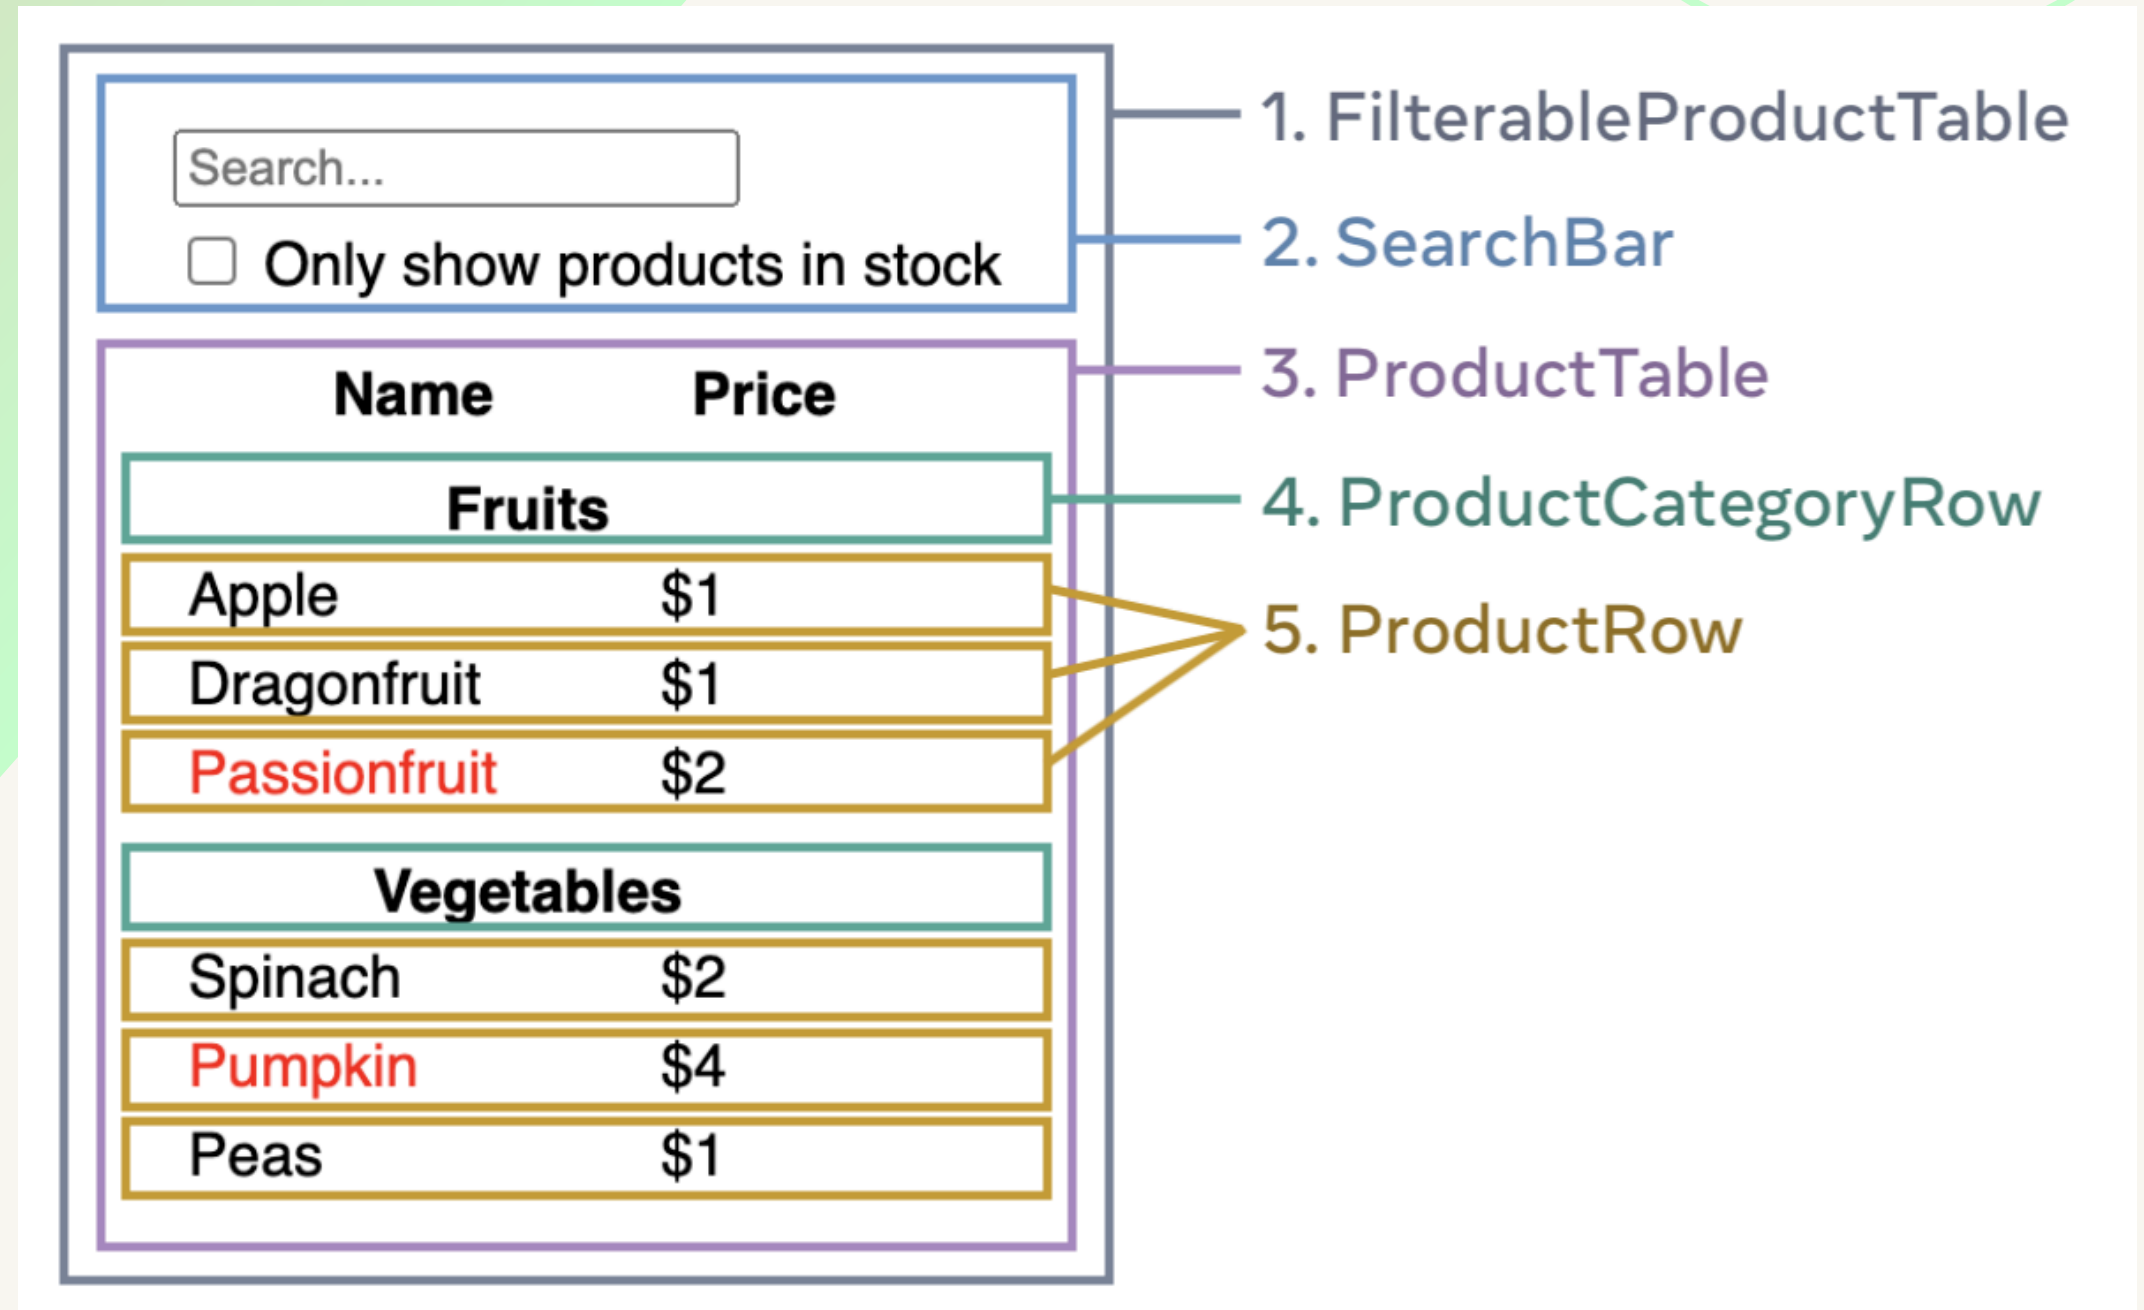 Search...
Only show products in stock
Name Price
Fruits
Apple $1
Dragonfruit $1
Passionfruit $2
Vegetables
Spinach $2
Pumpkin $4
Peas $1
1. FilterableProductTable
2. SearchBar
3. ProductTable
4. ProductCategoryRow
5. ProductRow